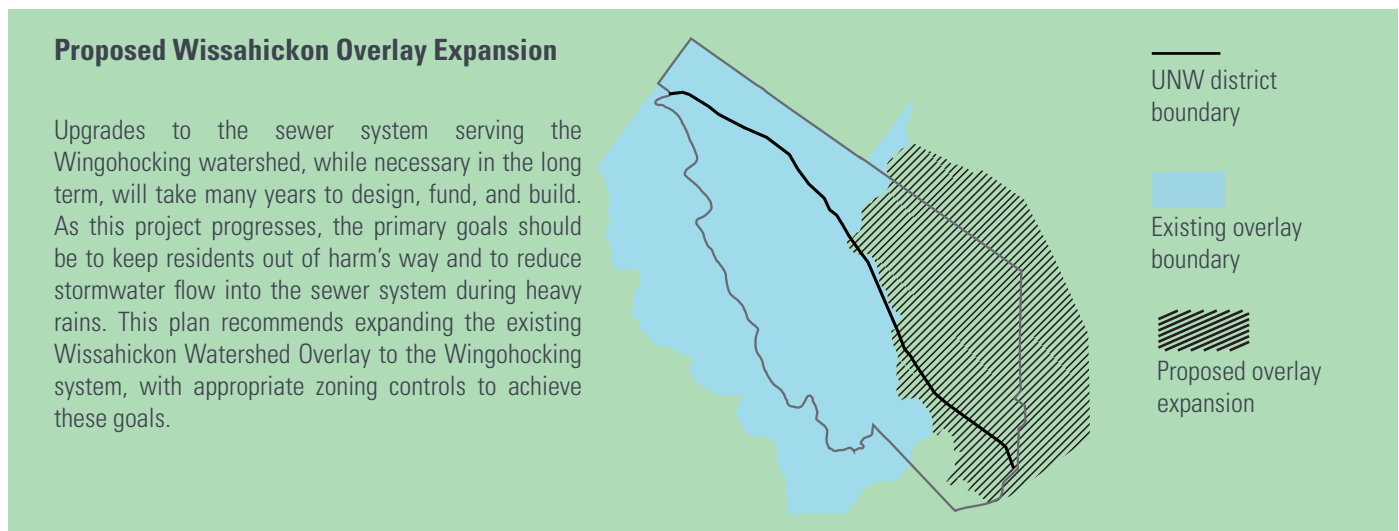 Proposed Wissahickon Overlay Expansion
Upgrades to the sewer system serving the
Wingohocking watershed, while necessary in the long
term, will take many years to design, fund, and build.
As this project progresses, the primary goals should
be to keep residents out of harm’s way and to reduce
stormwater flow into the sewer system during heavy
rains. This plan recommends expanding the existing
Wissahickon Watershed Overlay to the Wingohocking
system, with appropriate zoning controls to achieve
these goals.
UNW district
boundary
Existing overlay
boundary
Proposed overlay
expansion